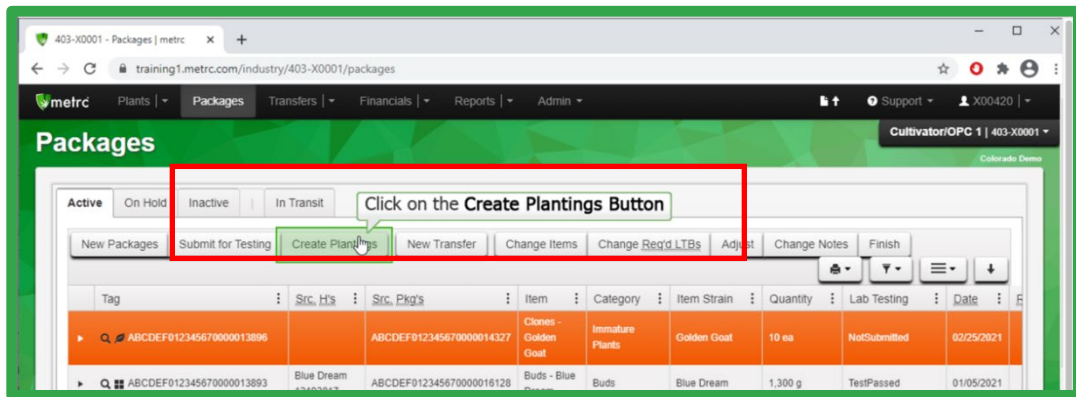 403-X0001 - Packages | metrc
training1.metrc.com/industry/403-X0001/packages
metrc Plants Packages Transfers Financials Reports Admin Support X00420
Packages
Cultivator/OPC 1 | 403-X0001
Colorado Demo
Active On Hold Inactive In Transit
Click on the Create Plantings Button
New Packages Submit for Testing Create Plantings New Transfer Change Items Change Req'd LTBs Adjust Change Notes Finish
Tag Src. H's Src. Pkg's Item Category Item Strain Quantity Lab Testing Date
ABCDEF012345670000013896 ABCDEF012345670000014327 Clones - Golden Goat Immature Plants Golden Goat 10 ea NotSubmitted 02/25/2021
ABCDEF012345670000013893 Blue Dream ABCDEF012345670000016128 Buds - Blue Buds Blue Dream 1,300 g TestPassed 01/05/2021